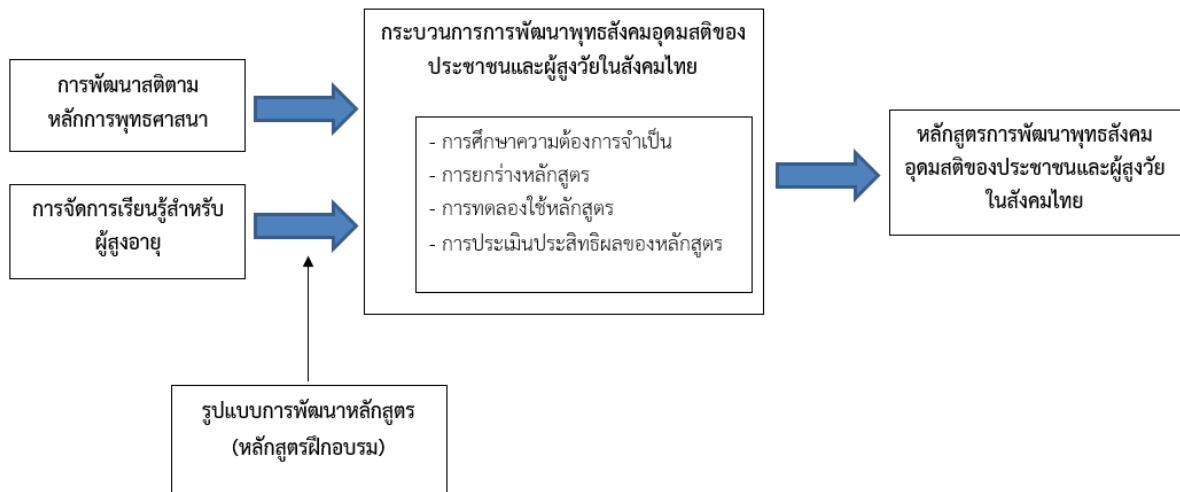 การพัฒนาสติตาม
หลักการพุทธศาสนา
การจัดการเรียนรู้สำหรับ
ผู้สูงอายุ
กระบวนการการพัฒนาพุทธสังคมอุดมสติของ
ประชาชนและผู้สูงวัยในสังคมไทย
- การศึกษาความต้องการจำเป็น
- การยกร่างหลักสูตร
- การทดลองใช้หลักสูตร
- การประเมินประสิทธิผลของหลักสูตร
หลักสูตรการพัฒนาพุทธสังคม
อุดมสติของประชาชนและผู้สูงวัย
ในสังคมไทย
รูปแบบการพัฒนาหลักสูตร
(หลักสูตรฝึกอบรม)